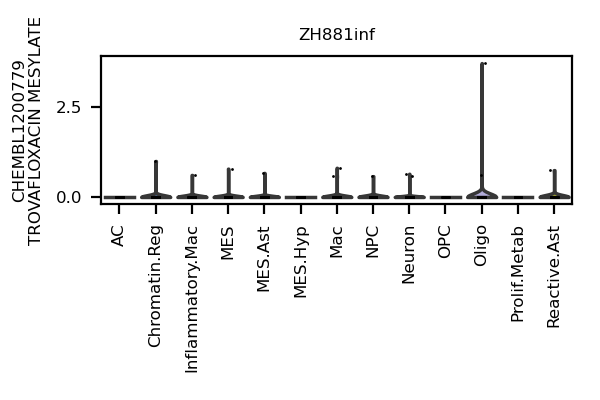 ZH881inf
CHEMBL1200779
TROVAFLOXACIN MESYLATE
2.5
0.0
AC
Chromatin.Reg
Inflammatory.Mac
MES
MES.Ast
MES.Hyp
Mac
NPC
Neuron
OPC
Oligo
Prolif.Metab
Reactive.Ast